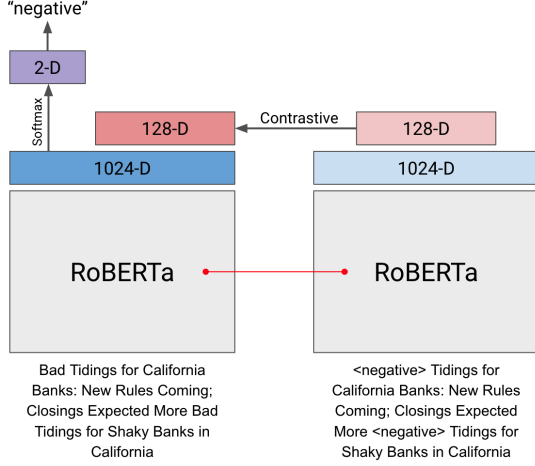 “negative”
2-D
Softmax
128-D
Contrastive
128-D
1024-D
1024-D
RoBERTa
RoBERTa
Bad Tidings for California
Banks: New Rules Coming;
Closings Expected More Bad
Tidings for Shaky Banks in
California
<negative> Tidings for
California Banks: New Rules
Coming; Closings Expected
More <negative> Tidings for
Shaky Banks in California